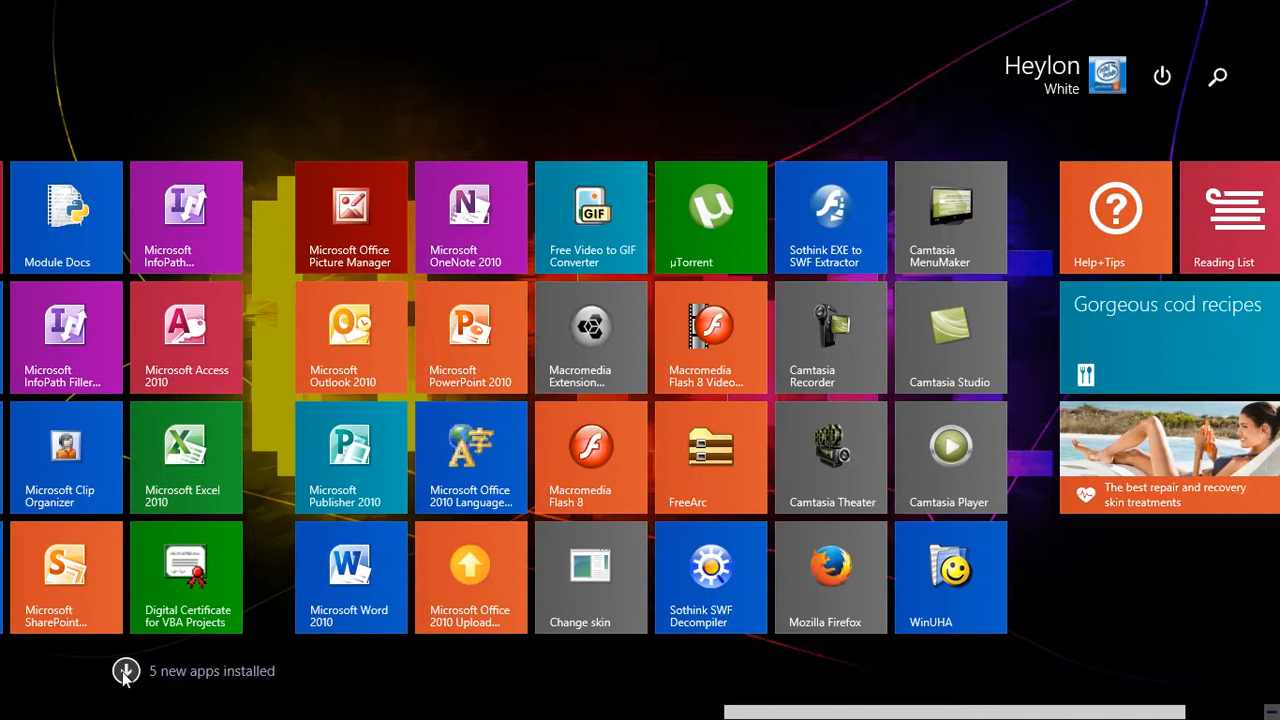 Heylon
White
Module Docs
Microsoft
InfoPath...
Microsoft Office
Picture Manager
Microsoft
OneNote 2010
GIF
Free Video to GIF
Converter
µ
µTorrent
Sothink EXE to
SWF Extractor
Camtasia
MenuMaker
?
Help+Tips
Reading List
Microsoft
InfoPath Filler...
Microsoft Access
2010
Microsoft
Outlook 2010
Microsoft
PowerPoint 2010
Macromedia
Extension...
Macromedia
Flash 8 Video...
Camtasia
Recorder
Camtasia Studio
Gorgeous cod recipes
Microsoft Clip
Organizer
Microsoft Excel
2010
Microsoft
Publisher 2010
Microsoft Office
2010 Language...
Macromedia
Flash 8
FreeArc
Camtasia Theater
Camtasia Player
The best repair and recovery
skin treatments
Microsoft
SharePoint...
Digital Certificate
for VBA Projects
Microsoft Word
2010
Microsoft Office
2010 Upload...
Change skin
Sothink SWF
Decompiler
Mozilla Firefox
WinUHA
5 new apps installed